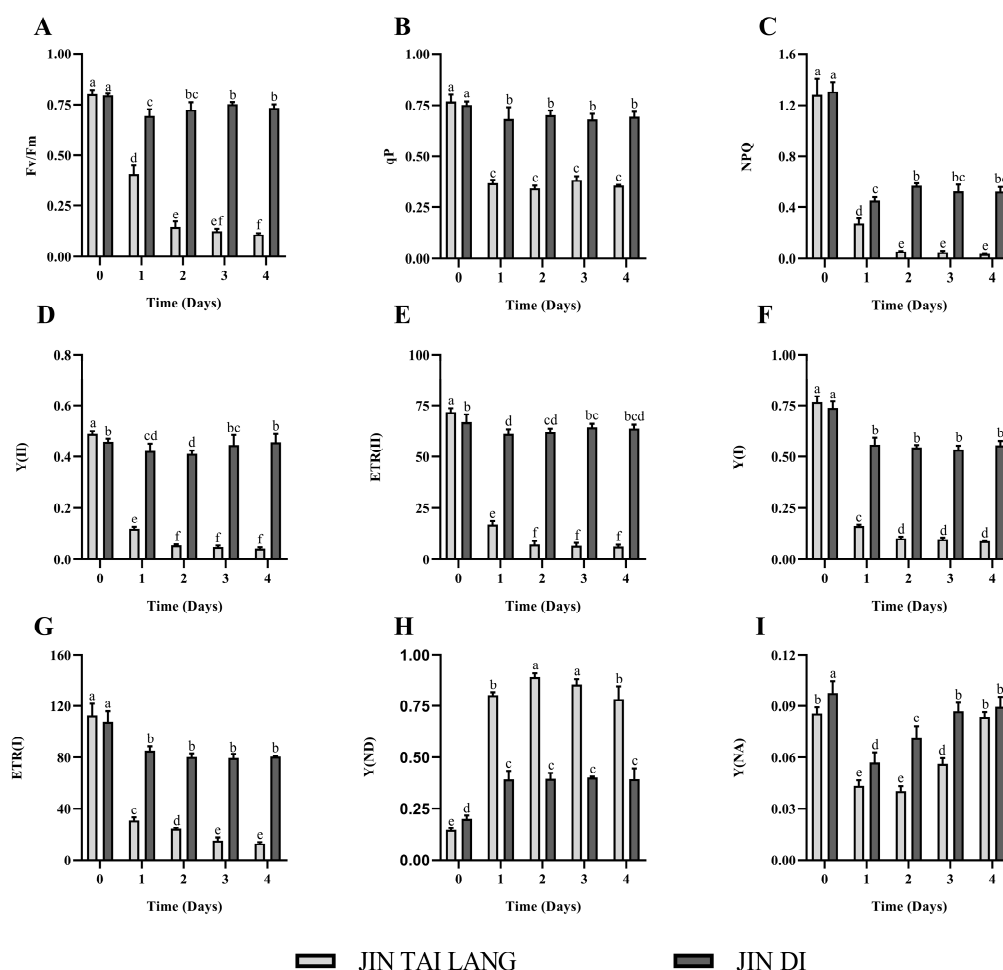 A
B
C
1.00
0.75
0.50
0.25
0.00
Fv/Fm
a a d c e bc ef b f b
0 1 2 3 4
Time (Days)
1.00
0.75
0.50
0.25
0.00
qP
a a c b c b c b c b
0 1 2 3 4
Time (Days)
1.6
1.2
0.8
0.4
0.0
NPQ
a a d c e b e bc e
0 1 2 3 4
Time (Days)
D
E
F
0.8
0.6
0.4
0.2
0.0
Y(II)
a b e cd f d f bc f b
0 1 2 3 4
Time (Days)
100
75
50
25
0
ETR(II)
a b e d f cd f bc f bcd
0 1 2 3 4
Time (Days)
1.00
0.75
0.50
0.25
0.00
Y(I)
a a c b d b d b d b
0 1 2 3 4
Time (Days)
G
H
I
160
120
80
40
0
ETR(I)
a a c b d b e b e b
0 1 2 3 4
Time (Days)
1.00
0.75
0.50
0.25
0.00
Y(ND)
e d b c a c a c b c
0 1 2 3 4
Time (Days)
0.12
0.09
0.06
0.03
0.00
Y(NA)
b a e d e c d b b b
0 1 2 3 4
Time (Days)
JIN TAI LANG
JIN DI